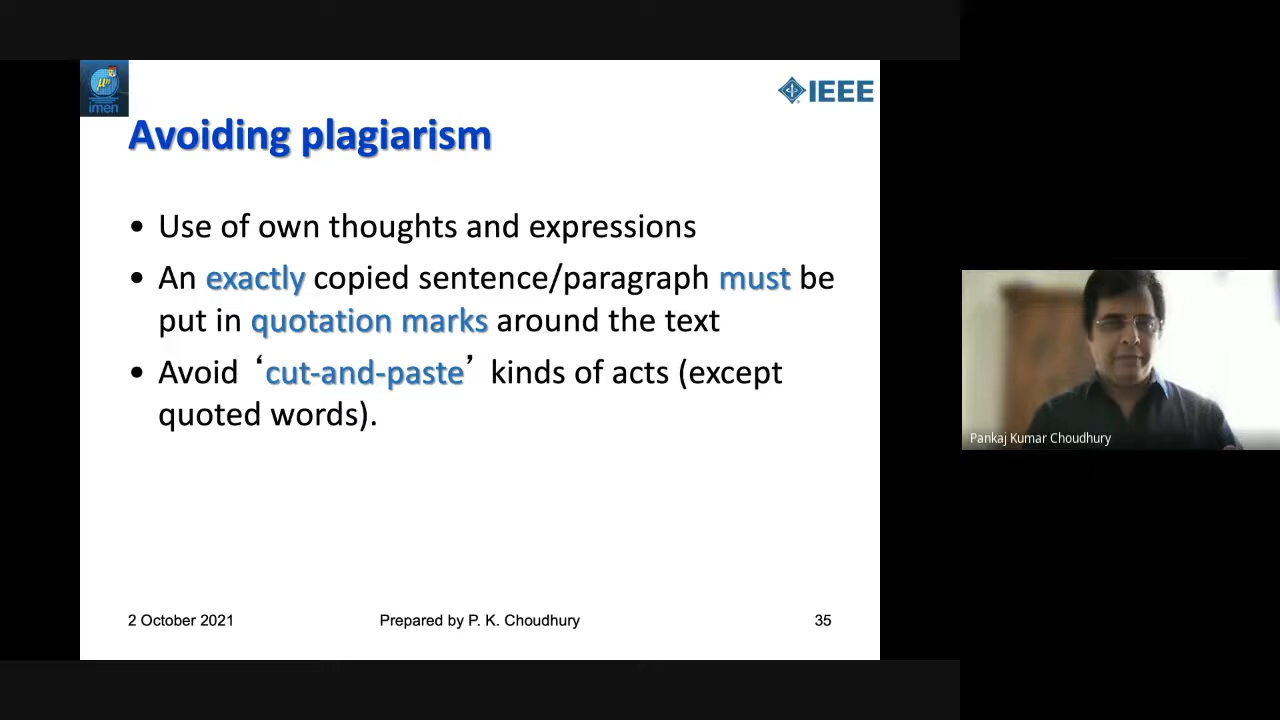 μn
imen
IEEE
Avoiding plagiarism
• Use of own thoughts and expressions
• An exactly copied sentence/paragraph must be
put in quotation marks around the text
• Avoid ‘cut-and-paste’ kinds of acts (except
quoted words).
Pankaj Kumar Choudhury
2 October 2021
Prepared by P. K. Choudhury
35